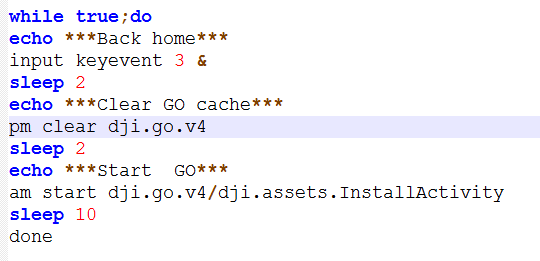 while true;do
echo ***Back home***
input keyevent 3 &
sleep 2
echo ***Clear GO cache***
pm clear dji.go.v4
sleep 2
echo ***Start  GO***
am start dji.go.v4/dji.assets.InstallActivity
sleep 10
done